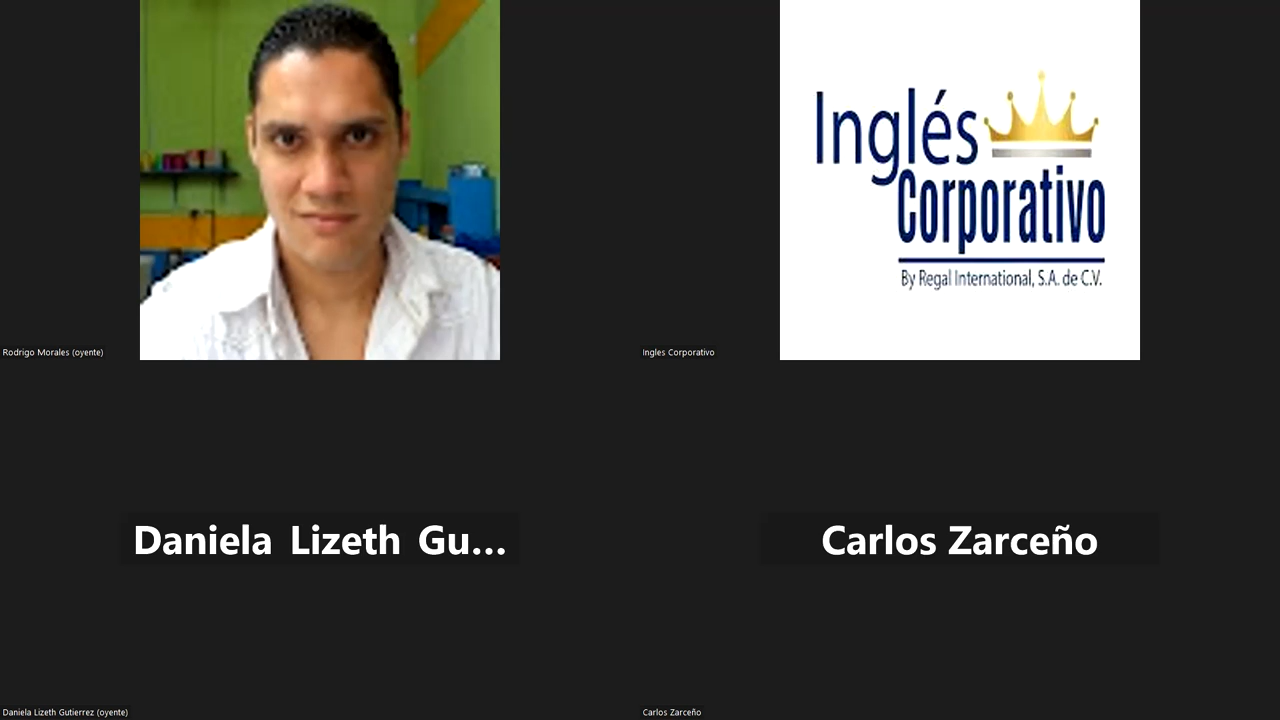 Inglés
Corporativo
By Regal International, S.A. de C.V.
Rodrigo Morales (oyente)
Ingles Corporativo
Daniela Lizeth Gu...
Carlos Zarceño
Daniela Lizeth Gutierrez (oyente)
Carlos Zarceño